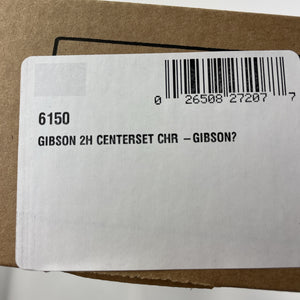 0 26508 27207 7
6150
GIBSON 2H CENTERSET CHR –GIBSON?